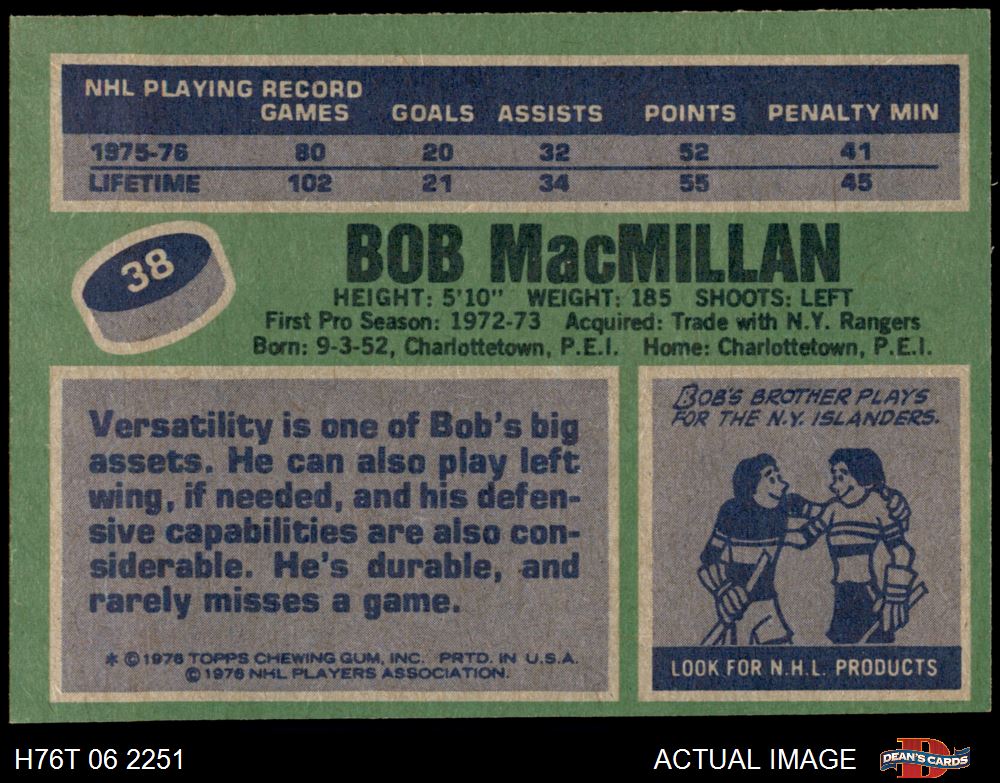 NHL PLAYING RECORD
GAMES GOALS ASSISTS POINTS PENALTY MIN
1975-76 80 20 32 52 41
LIFETIME 102 21 34 55 45
38
BOB MacMILLAN
HEIGHT: 5'10" WEIGHT: 185 SHOOTS: LEFT
First Pro Season: 1972-73 Acquired: Trade with N.Y. Rangers
Born: 9-3-52, Charlottetown, P.E.I. Home: Charlottetown, P.E.I.
Versatility is one of Bob's big
assets. He can also play left
wing, if needed, and his defen-
sive capabilities are also con-
siderable. He's durable, and
rarely misses a game.
* © 1976 TOPPS CHEWING GUM, INC. PRTD. IN U.S.A.
© 1976 NHL PLAYERS ASSOCIATION.
BOB'S BROTHER PLAYS
FOR THE N.Y. ISLANDERS.
LOOK FOR N.H.L. PRODUCTS
H76T 06 2251
ACTUAL IMAGE
D
DEAN'S CARDS